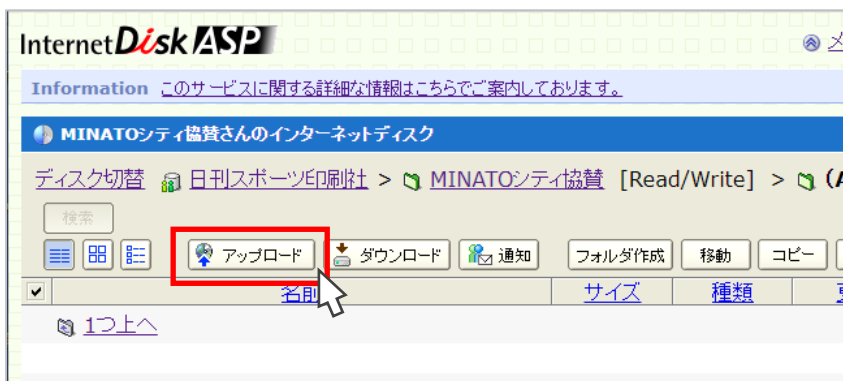 InternetDisk ASP
メ
Information このサービスに関する詳細な情報はこちらでご案内しております。
MINATOシティ協賛さんのインターネットディスク
ディスク切替 日刊スポーツ印刷社 > MINATOシティ協賛 [Read/Write] > (A
検索
アップロード ダウンロード 通知 フォルダ作成 移動 コピー
名前 サイズ 種類
1つ上へ